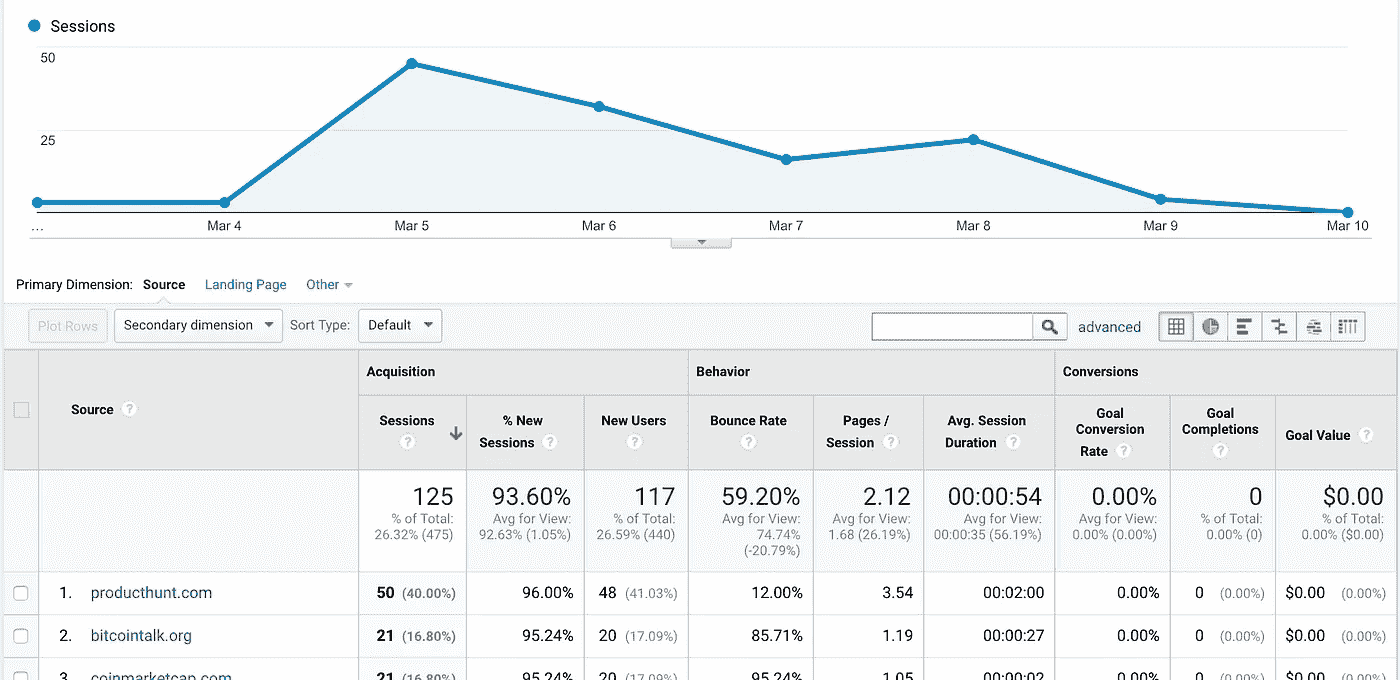 Sessions
50
25
... Mar 4 Mar 5 Mar 6 Mar 7 Mar 8 Mar 9 Mar 10
Primary Dimension: Source Landing Page Other
Plot Rows Secondary dimension Sort Type: Default advanced
Acquisition Behavior Conversions
Source ? Sessions ? % New Sessions ? New Users ? Bounce Rate ? Pages / Session ? Avg. Session Duration ? Goal Conversion Rate ? Goal Completions ? Goal Value ?
125 93.60% 117 59.20% 2.12 00:00:54 0.00% 0 $0.00
% of Total: Avg for View: % of Total: Avg for View: Avg for View: Avg for View: Avg for View: % of Total: % of Total:
26.32% (475) 92.63% (1.05%) 26.59% (440) 74.74% 1.68 (26.19%) 00:00:35 (56.19%) 0.00% (0.00%) 0.00% (0) 0.00% ($0.00)
(-20.79%)
1. producthunt.com 50 (40.00%) 96.00% 48 (41.03%) 12.00% 3.54 00:02:00 0.00% 0 (0.00%) $0.00 (0.00%)
2. bitcointalk.org 21 (16.80%) 95.24% 20 (17.09%) 85.71% 1.19 00:00:27 0.00% 0 (0.00%) $0.00 (0.00%)
3. coinmarketcap.com 21 (16.80%) 95.24% 20 (17.09%) 95.24% 1.05 00:00:02 0.00% 0 (0.00%) $0.00 (0.00%)